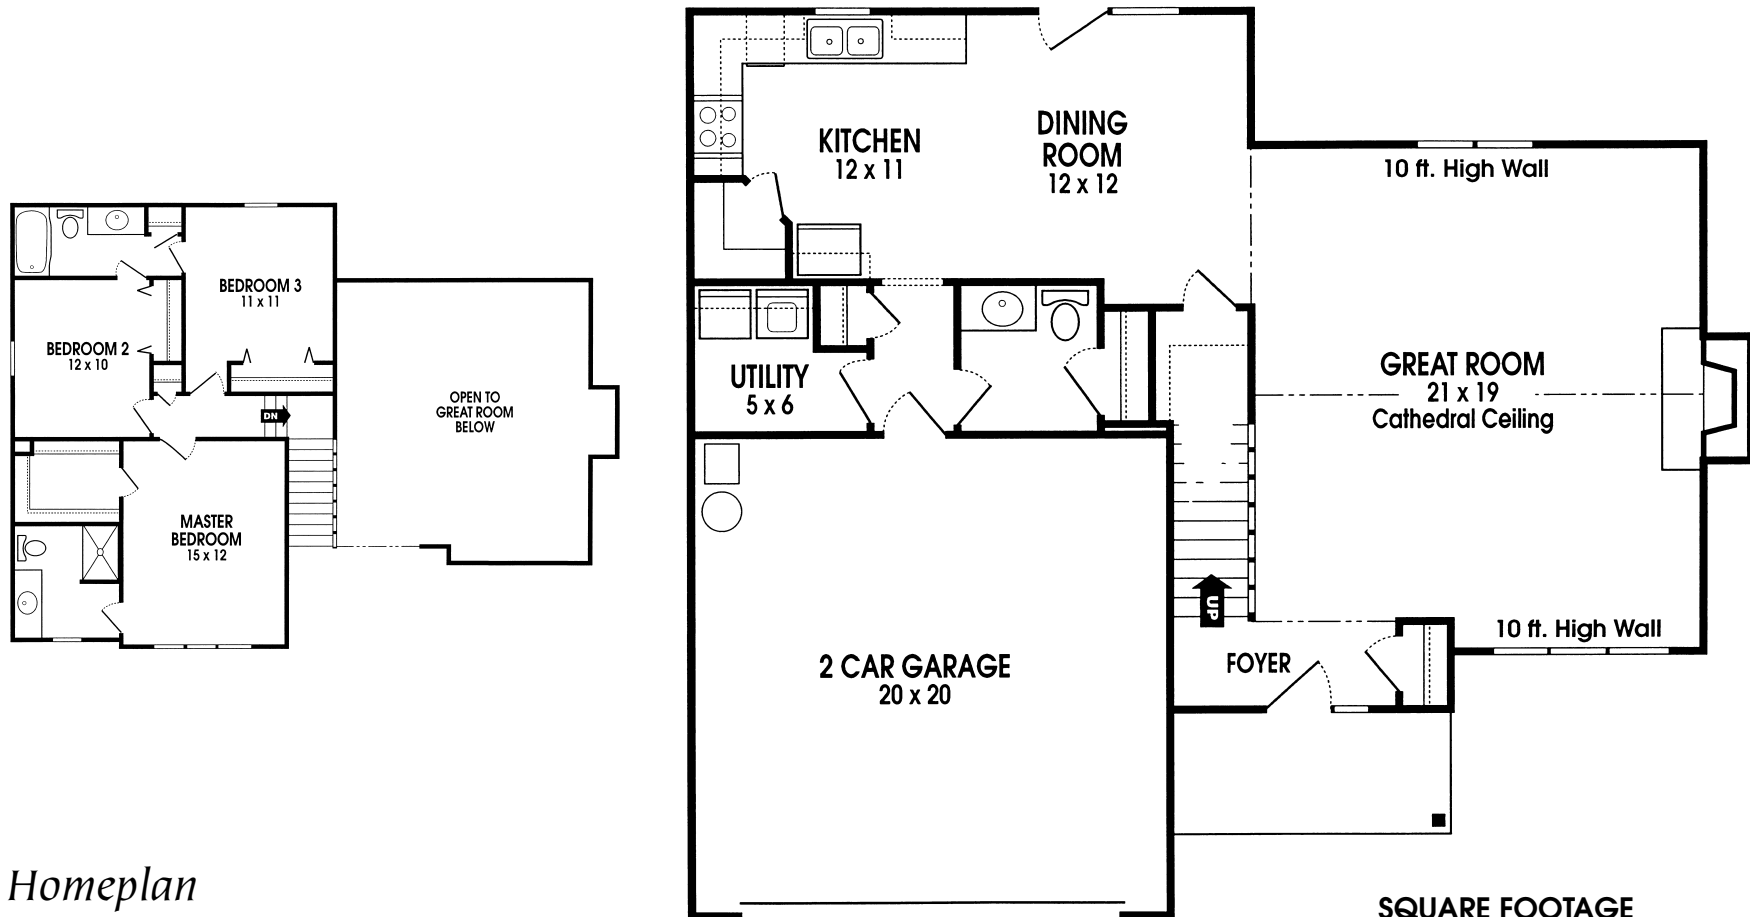 KITCHEN
12 x 11
DINING
ROOM
12 x 12
10 ft. High Wall
BEDROOM 3
11 x 11
BEDROOM 2
12 x 10
DN
OPEN TO
GREAT ROOM
BELOW
MASTER
BEDROOM
15 x 12
UTILITY
5 x 6
GREAT ROOM
21 x 19
Cathedral Ceiling
UP
10 ft. High Wall
FOYER
2 CAR GARAGE
20 x 20
Homeplan
SQUARE FOOTAGE